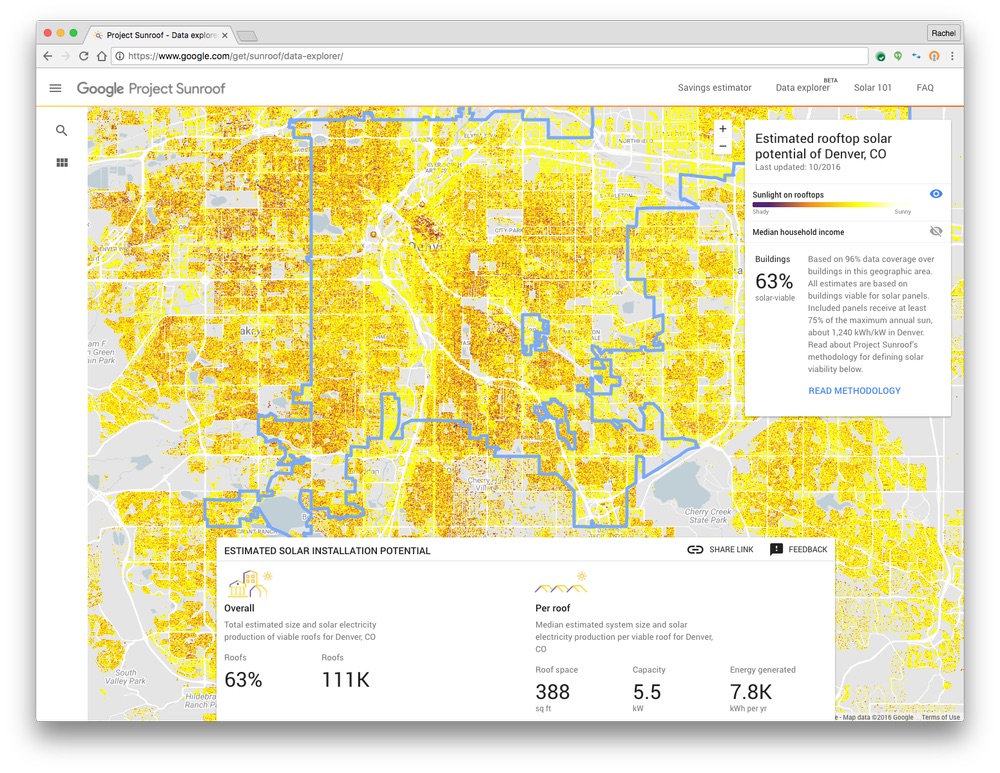 Project Sunroof - Data explore
Rachel
https://www.google.com/get/sunroof/data-explorer/
Google Project Sunroof
Savings estimator
Data explorer
BETA
Solar 101
FAQ
+
−
Estimated rooftop solar
potential of Denver, CO
Last updated: 10/2016
Sunlight on rooftops
Shady
Sunny
Median household income
Buildings
63%
solar-viable
Based on 96% data coverage over
buildings in this geographic area.
All estimates are based on
buildings viable for solar panels.
Included panels receive at least
75% of the maximum annual sun,
about 1,240 kWh/kW in Denver.
Read about Project Sunroof's
methodology for defining solar
viability below.
READ METHODOLOGY
NORTHFIELD
CITY PARK
Cherry
Cherry Creek
State Park
South
Valley Park
ESTIMATED SOLAR INSTALLATION POTENTIAL
SHARE LINK
FEEDBACK
Overall
Total estimated size and solar electricity
production of viable roofs for Denver, CO
Roofs
63%
Roofs
111K
Per roof
Median estimated system size and solar
electricity production per viable roof for Denver,
CO
Roof space
388
sq ft
Capacity
5.5
kW
Energy generated
7.8K
kWh per yr
Map data ©2016 Google
Terms of Use